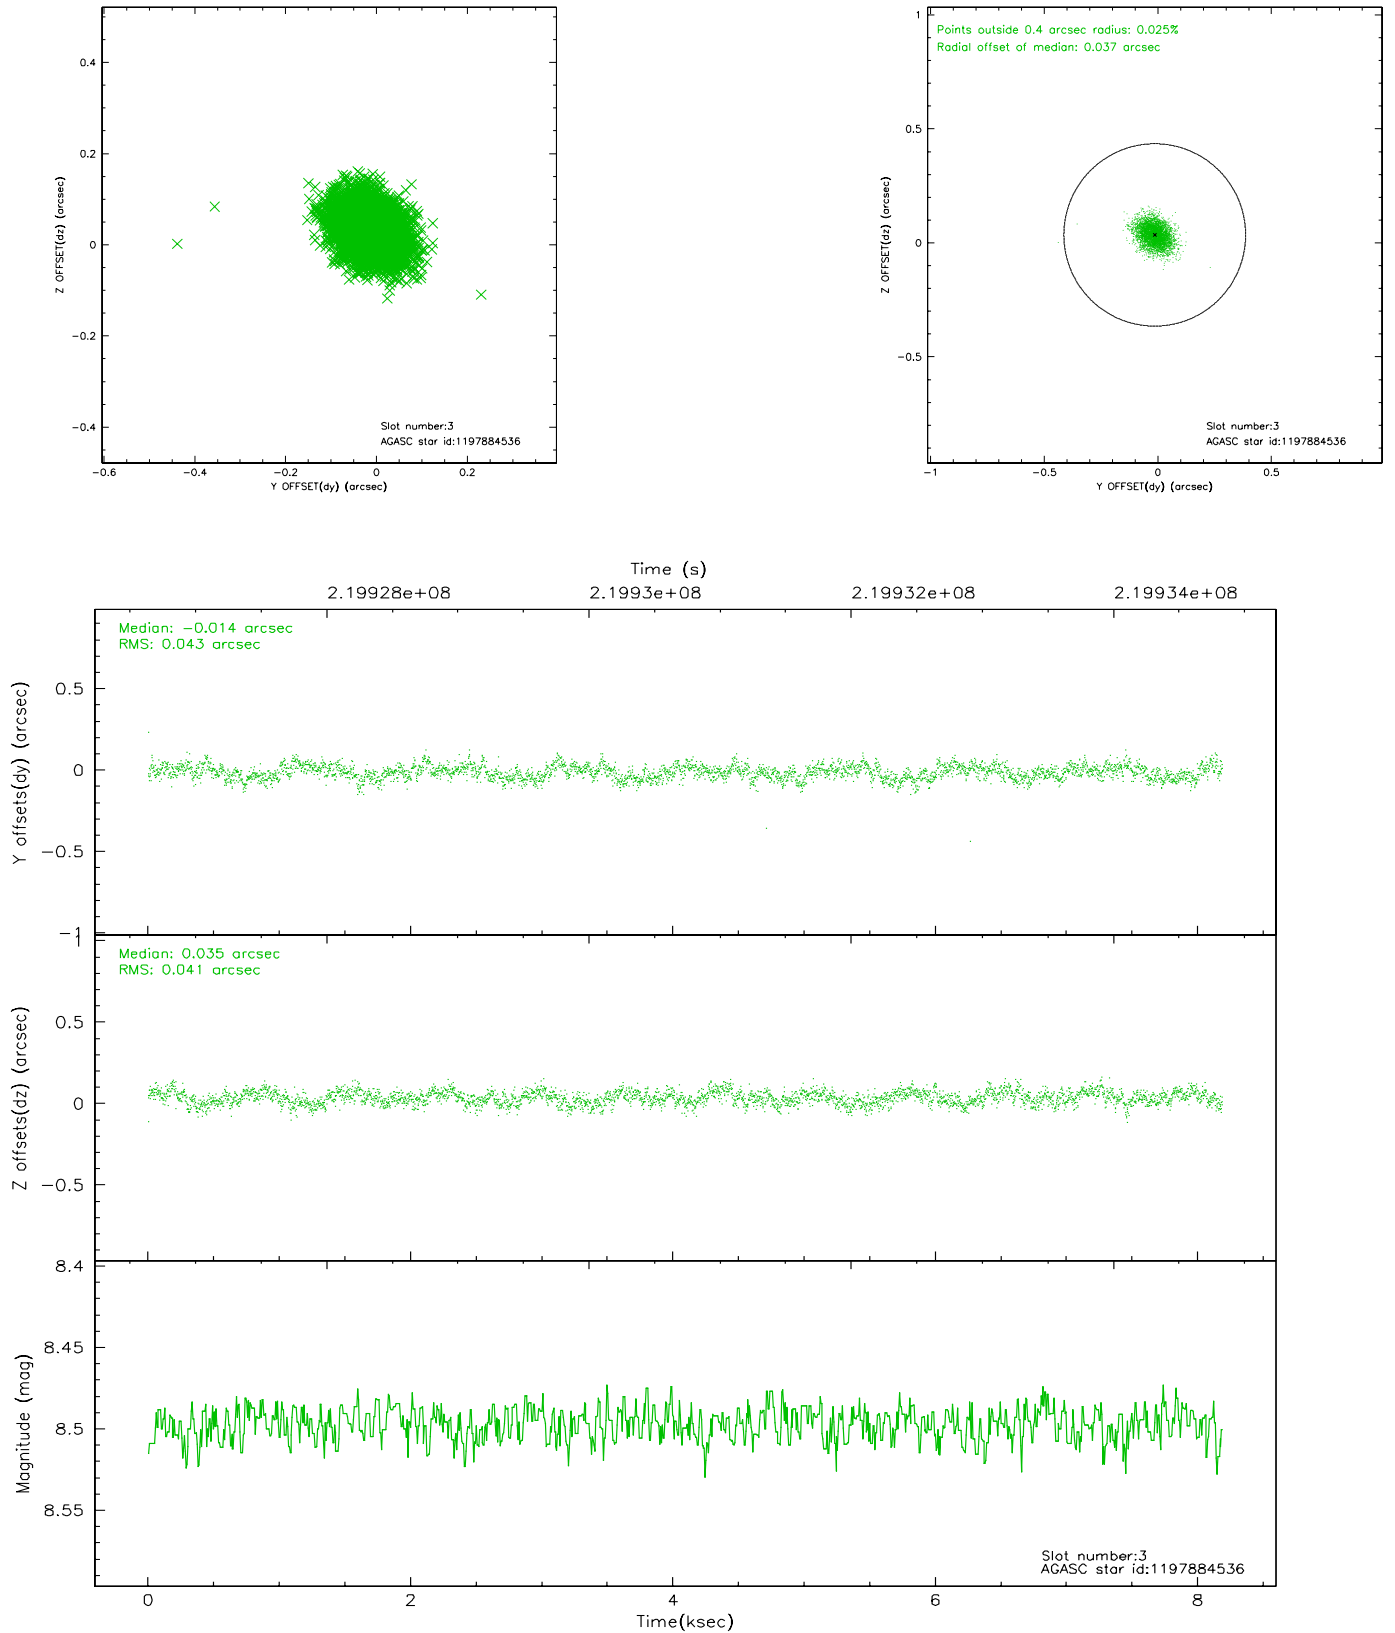 0.4
0.2
0
−0.2
−0.4
Z OFFSET(dz) (arcsec)
Slot number:3
AGASC star id:1197884536
−0.6
−0.4
−0.2
0
0.2
Y OFFSET(dy) (arcsec)
Points outside 0.4 arcsec radius: 0.025%
Radial offset of median: 0.037 arcsec
1
0.5
0
−0.5
Z OFFSET(dz) (arcsec)
Slot number:3
AGASC star id:1197884536
−1
−0.5
0
0.5
Y OFFSET(dy) (arcsec)
Time (s)
2.19928e+08
2.1993e+08
2.19932e+08
2.19934e+08
Median: −0.014 arcsec
RMS: 0.043 arcsec
0.5
0
−0.5
−1
Y offsets(dy) (arcsec)
Median: 0.035 arcsec
RMS: 0.041 arcsec
1
0.5
0
−0.5
Z offsets(dz) (arcsec)
8.4
8.45
8.5
8.55
Magnitude (mag)
Slot number:3
AGASC star id:1197884536
0
2
4
6
8
Time(ksec)